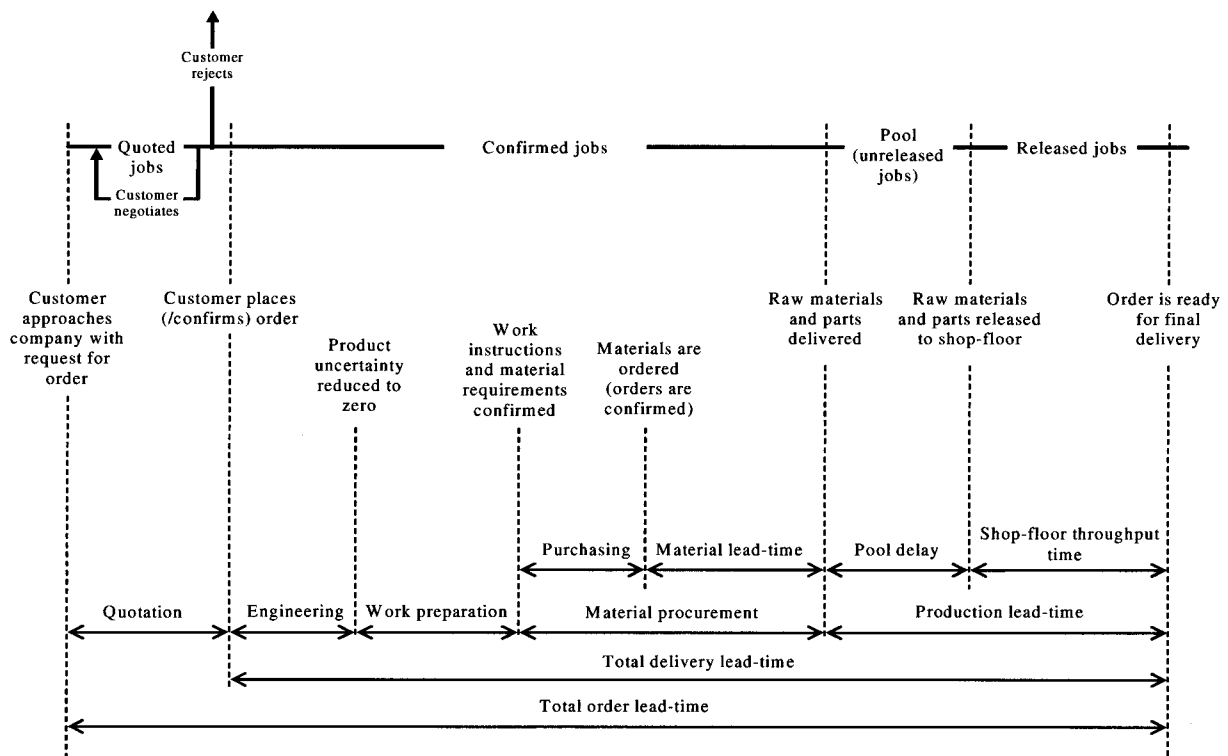 Customer
rejects
Quoted
jobs
Confirmed jobs
Pool
(unreleased
jobs)
Released jobs
Customer
negotiates
Customer
approaches
company with
request for
order
Customer places
(/confirms) order
Product
uncertainty
reduced to
zero
Work
instructions
and material
requirements
confirmed
Materials are
ordered
(orders are
confirmed)
Raw materials
and parts
delivered
Raw materials
and parts released
to shop-floor
Order is ready
for final
delivery
Purchasing
Material lead-time
Pool delay
Shop-floor throughput
time
Quotation
Engineering
Work preparation
Material procurement
Production lead-time
Total delivery lead-time
Total order lead-time